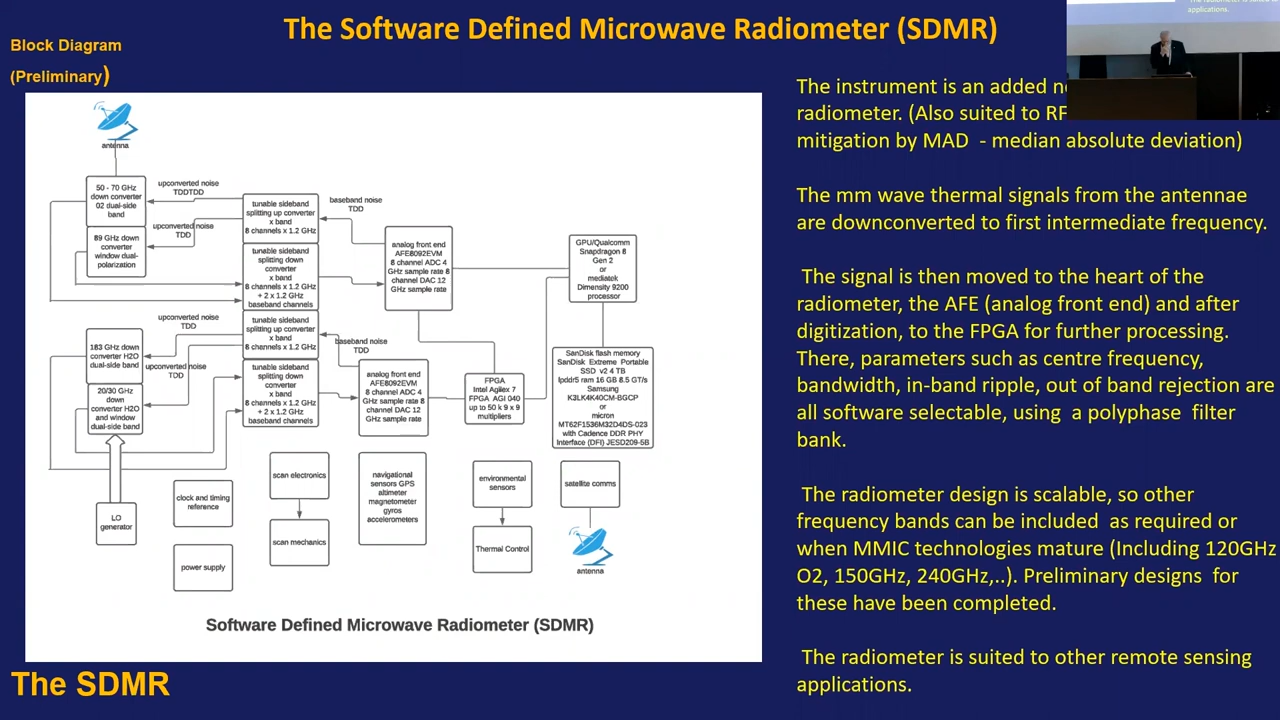 The Software Defined Microwave Radiometer (SDMR)
Block Diagram
(Preliminary)
antenna
50 - 70 GHz
down converter
02 dual-side
band
89 GHz down
converter
window dual-
polarization
upconverted noise
TDDTDD
upconverted noise
TDD
tunable sideband
splitting up converter
x band
8 channels x 1.2 GHz
tunable sideband
splitting down
converter
x band
8 channels x 1.2 GHz
+ 2 x 1.2 GHz
baseband channels
baseband noise
TDD
analog front end
AFE8092EVM
8 channel ADC 4
GHz sample rate 8
channel DAC 12
GHz sample rate
GPU/Qualcomm
Snapdragon 8
Gen 2
or
mediatek
Dimensity 9200
processor
183 GHz down
converter H2O
dual-side band
20/30 GHz
down
converter H2O
and window
dual-side band
upconverted noise
TDD
upconverted noise
TDD
tunable sideband
splitting up converter
x band
8 channels x 1.2 GHz
tunable sideband
splitting down
converter
x band
8 channels x 1.2 GHz
+ 2 x 1.2 GHz
baseband channels
baseband noise
TDD
analog front end
AFE8092EVM
8 channel ADC 4
GHz sample rate 8
channel DAC 12
GHz sample rate
FPGA
Intel Agilex 7
FPGA AGI 040
up to 50 k 9 x 9
multipliers
SanDisk flash memory
SanDisk Extreme Portable
SSD v2 4 TB
lpddr5 ram 16 GB 8.5 GT/s
Samsung
K3LK4K40CM-BGCP
or
micron
MT62F1536M32D4DS-023
with Cadence DDR PHY
Interface (DFI) JESD209-5B
LO
generator
clock and timing
reference
power supply
scan electronics
scan mechanics
navigational
sensors GPS
altimeter
magnetometer
gyros
accelerometers
environmental
sensors
Thermal Control
satellite comms
antenna
Software Defined Microwave Radiometer (SDMR)
The SDMR
The instrument is an added
radiometer. (Also suited to
mitigation by MAD - median absolute deviation)
The mm wave thermal signals from the antennae
are downconverted to first intermediate frequency.
The signal is then moved to the heart of the
radiometer, the AFE (analog front end) and after
digitization, to the FPGA for further processing.
There, parameters such as centre frequency,
bandwidth, in-band ripple, out of band rejection are
all software selectable, using a polyphase filter
bank.
The radiometer design is scalable, so other
frequency bands can be included as required or
when MMIC technologies mature (Including 120GHz
O2, 150GHz, 240GHz,..). Preliminary designs for
these have been completed.
The radiometer is suited to other remote sensing
applications.
applications.